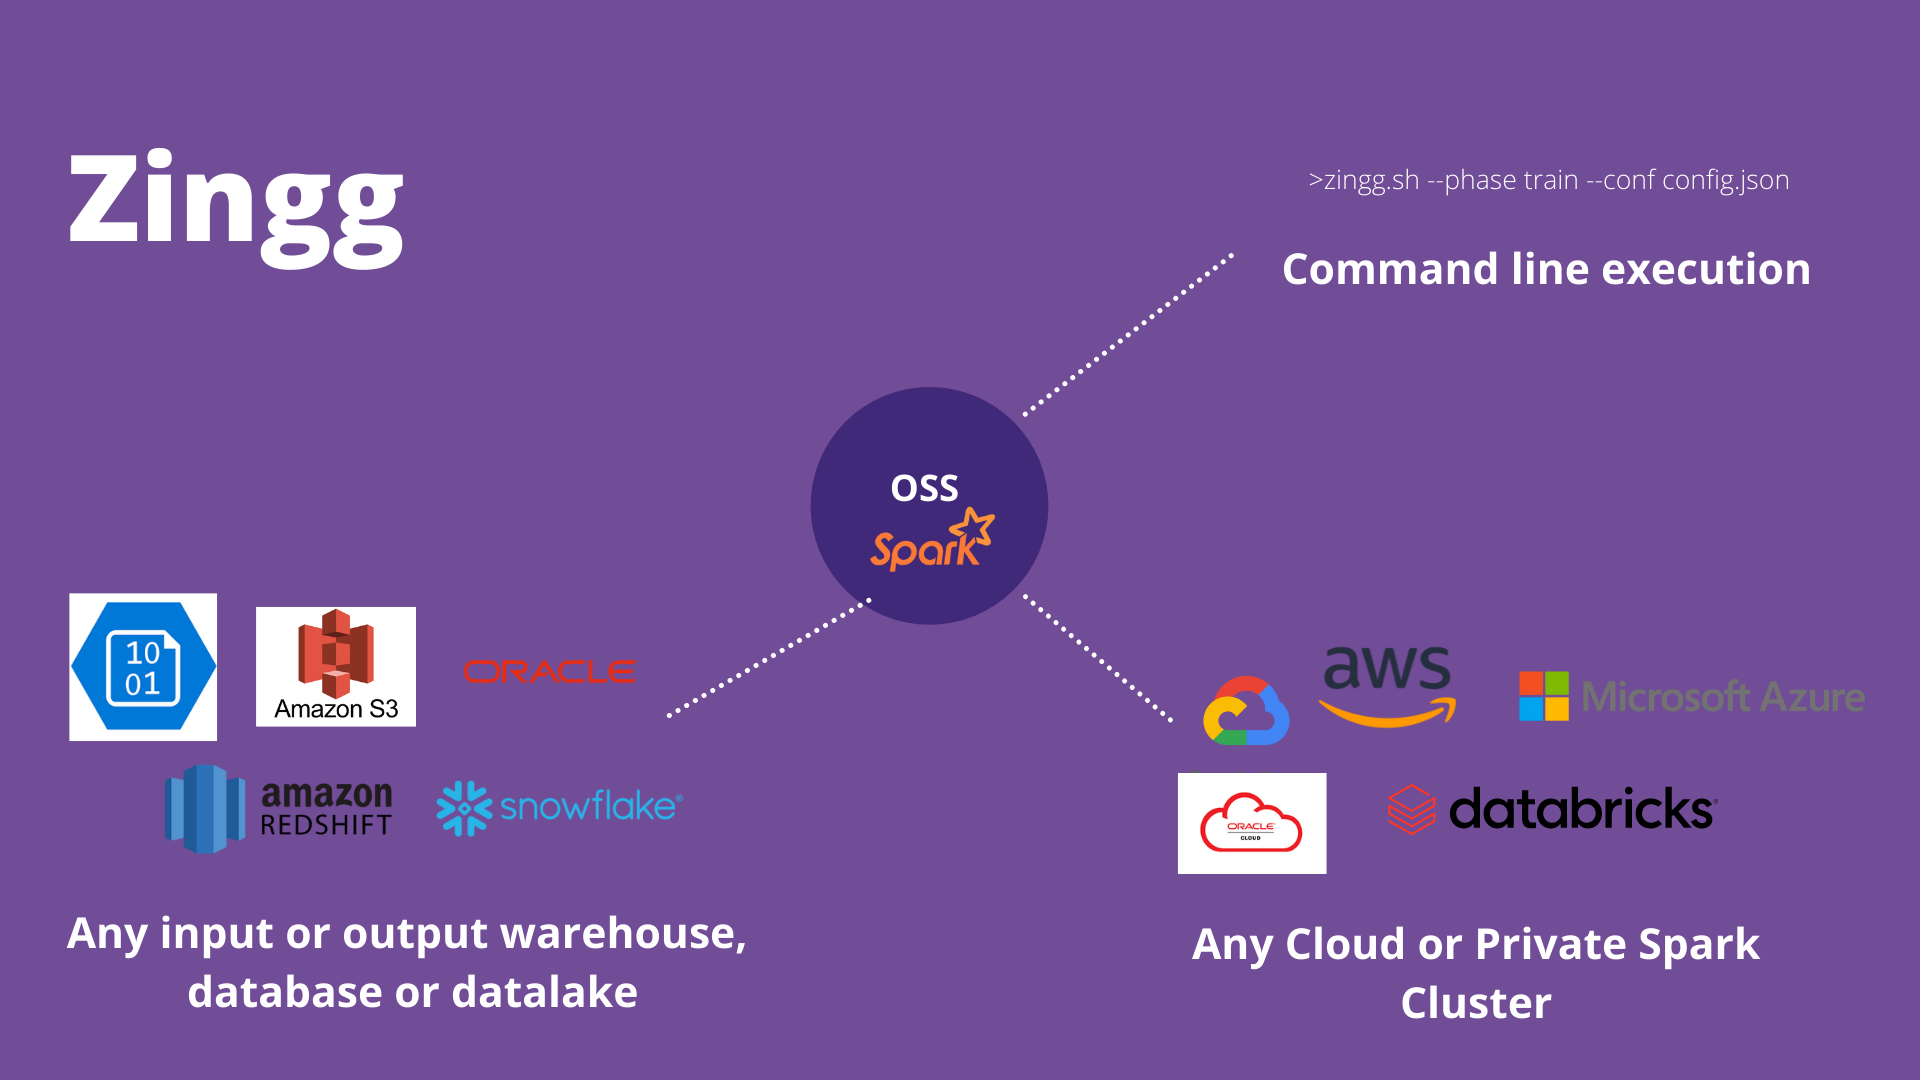 Zingg
>zingg.sh --phase train --conf config.json
Command line execution
OSS
Spark
10
01
Amazon S3
ORACLE
amazon
REDSHIFT
snowflake®
Any input or output warehouse,
database or datalake
aws
Microsoft Azure
ORACLE
CLOUD
databricks
Any Cloud or Private Spark
Cluster